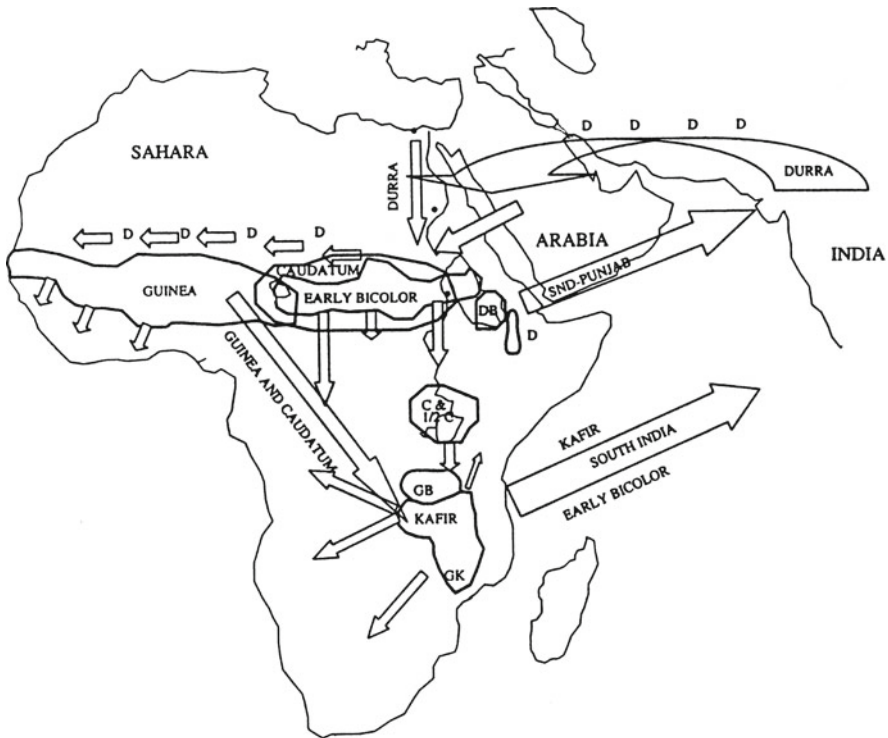 D D D D
SAHARA
DURRA
DURRA
D D D D
ARABIA
INDIA
CAUDATUM
SND-PUNJAB
GUINEA
EARLY BICOLOR
DB
D
GUINEA AND CAUDATUM
C &
1/2 C
KAFIR
SOUTH INDIA
EARLY BICOLOR
GB
KAFIR
GK